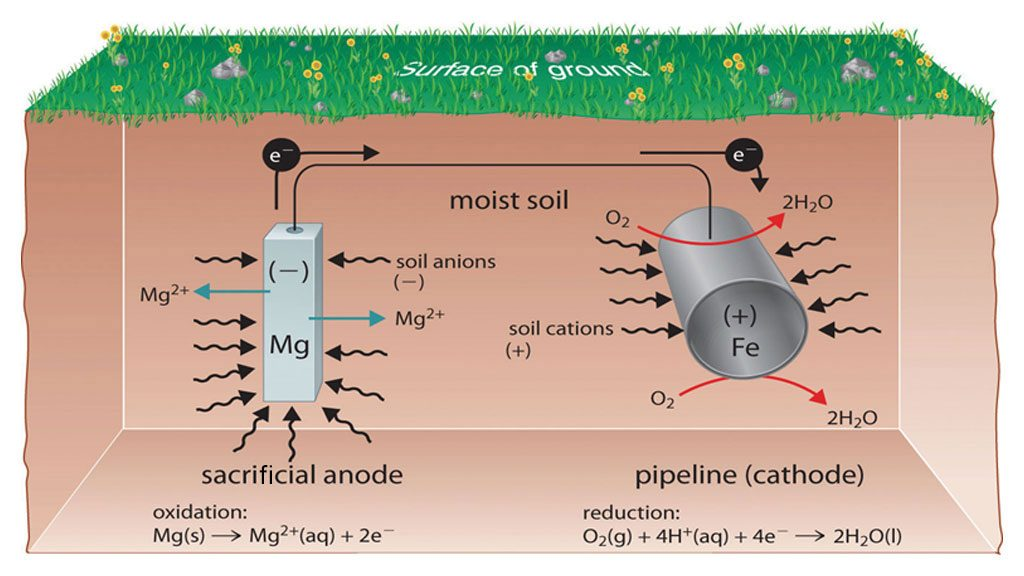 Surface of ground
e⁻
e⁻
moist soil
O₂
2H₂O
(−)
soil anions
(−)
Mg²⁺
Mg²⁺
Mg
soil cations
(+)
(+)
Fe
O₂
2H₂O
sacrificial anode
pipeline (cathode)
oxidation:
Mg(s) → Mg²⁺(aq) + 2e⁻
reduction:
O₂(g) + 4H⁺(aq) + 4e⁻ → 2H₂O(l)